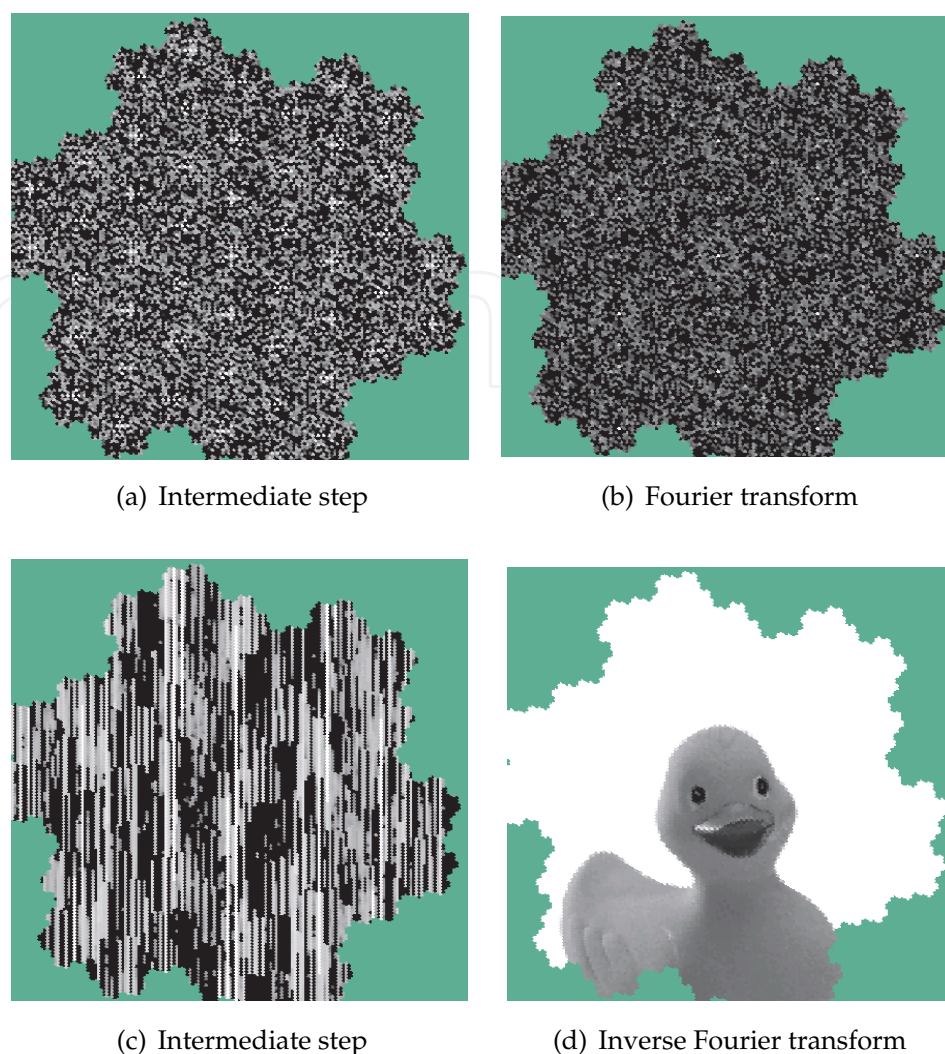 (a) Intermediate step
(b) Fourier transform
(c) Intermediate step
(d) Inverse Fourier transform